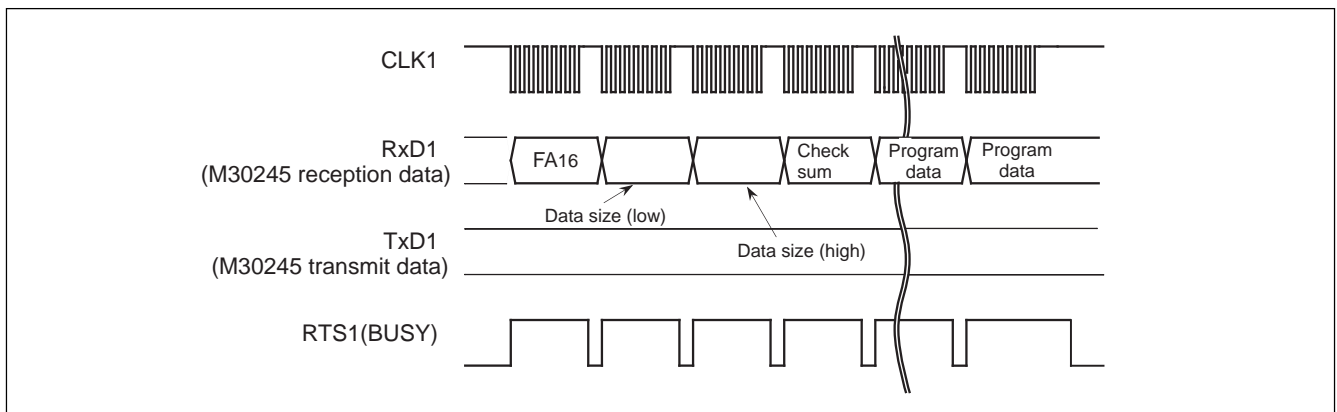 CLK1
RxD1
(M30245 reception data)
FA16
Check
sum
Program
data
Program
data
Data size (low)
Data size (high)
TxD1
(M30245 transmit data)
RTS1(BUSY)